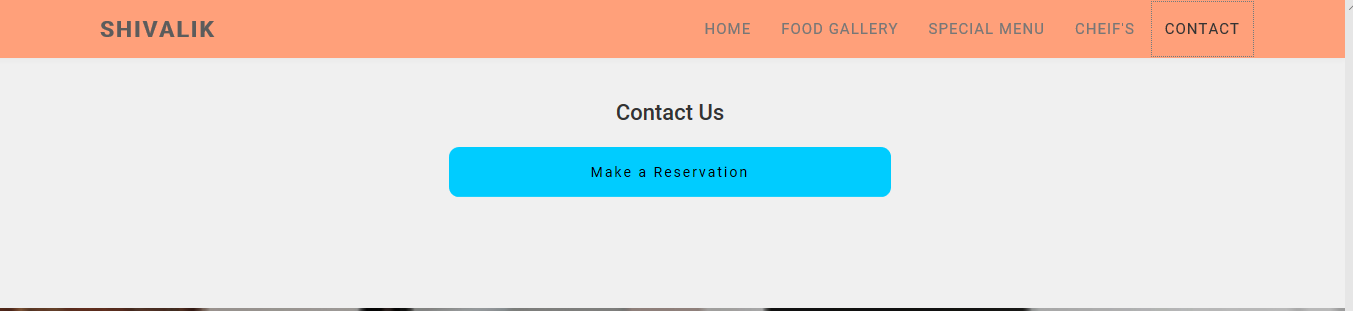 SHIVALIK HOME FOOD GALLERY SPECIAL MENU CHEIF'S CONTACT
Contact Us
Make a Reservation